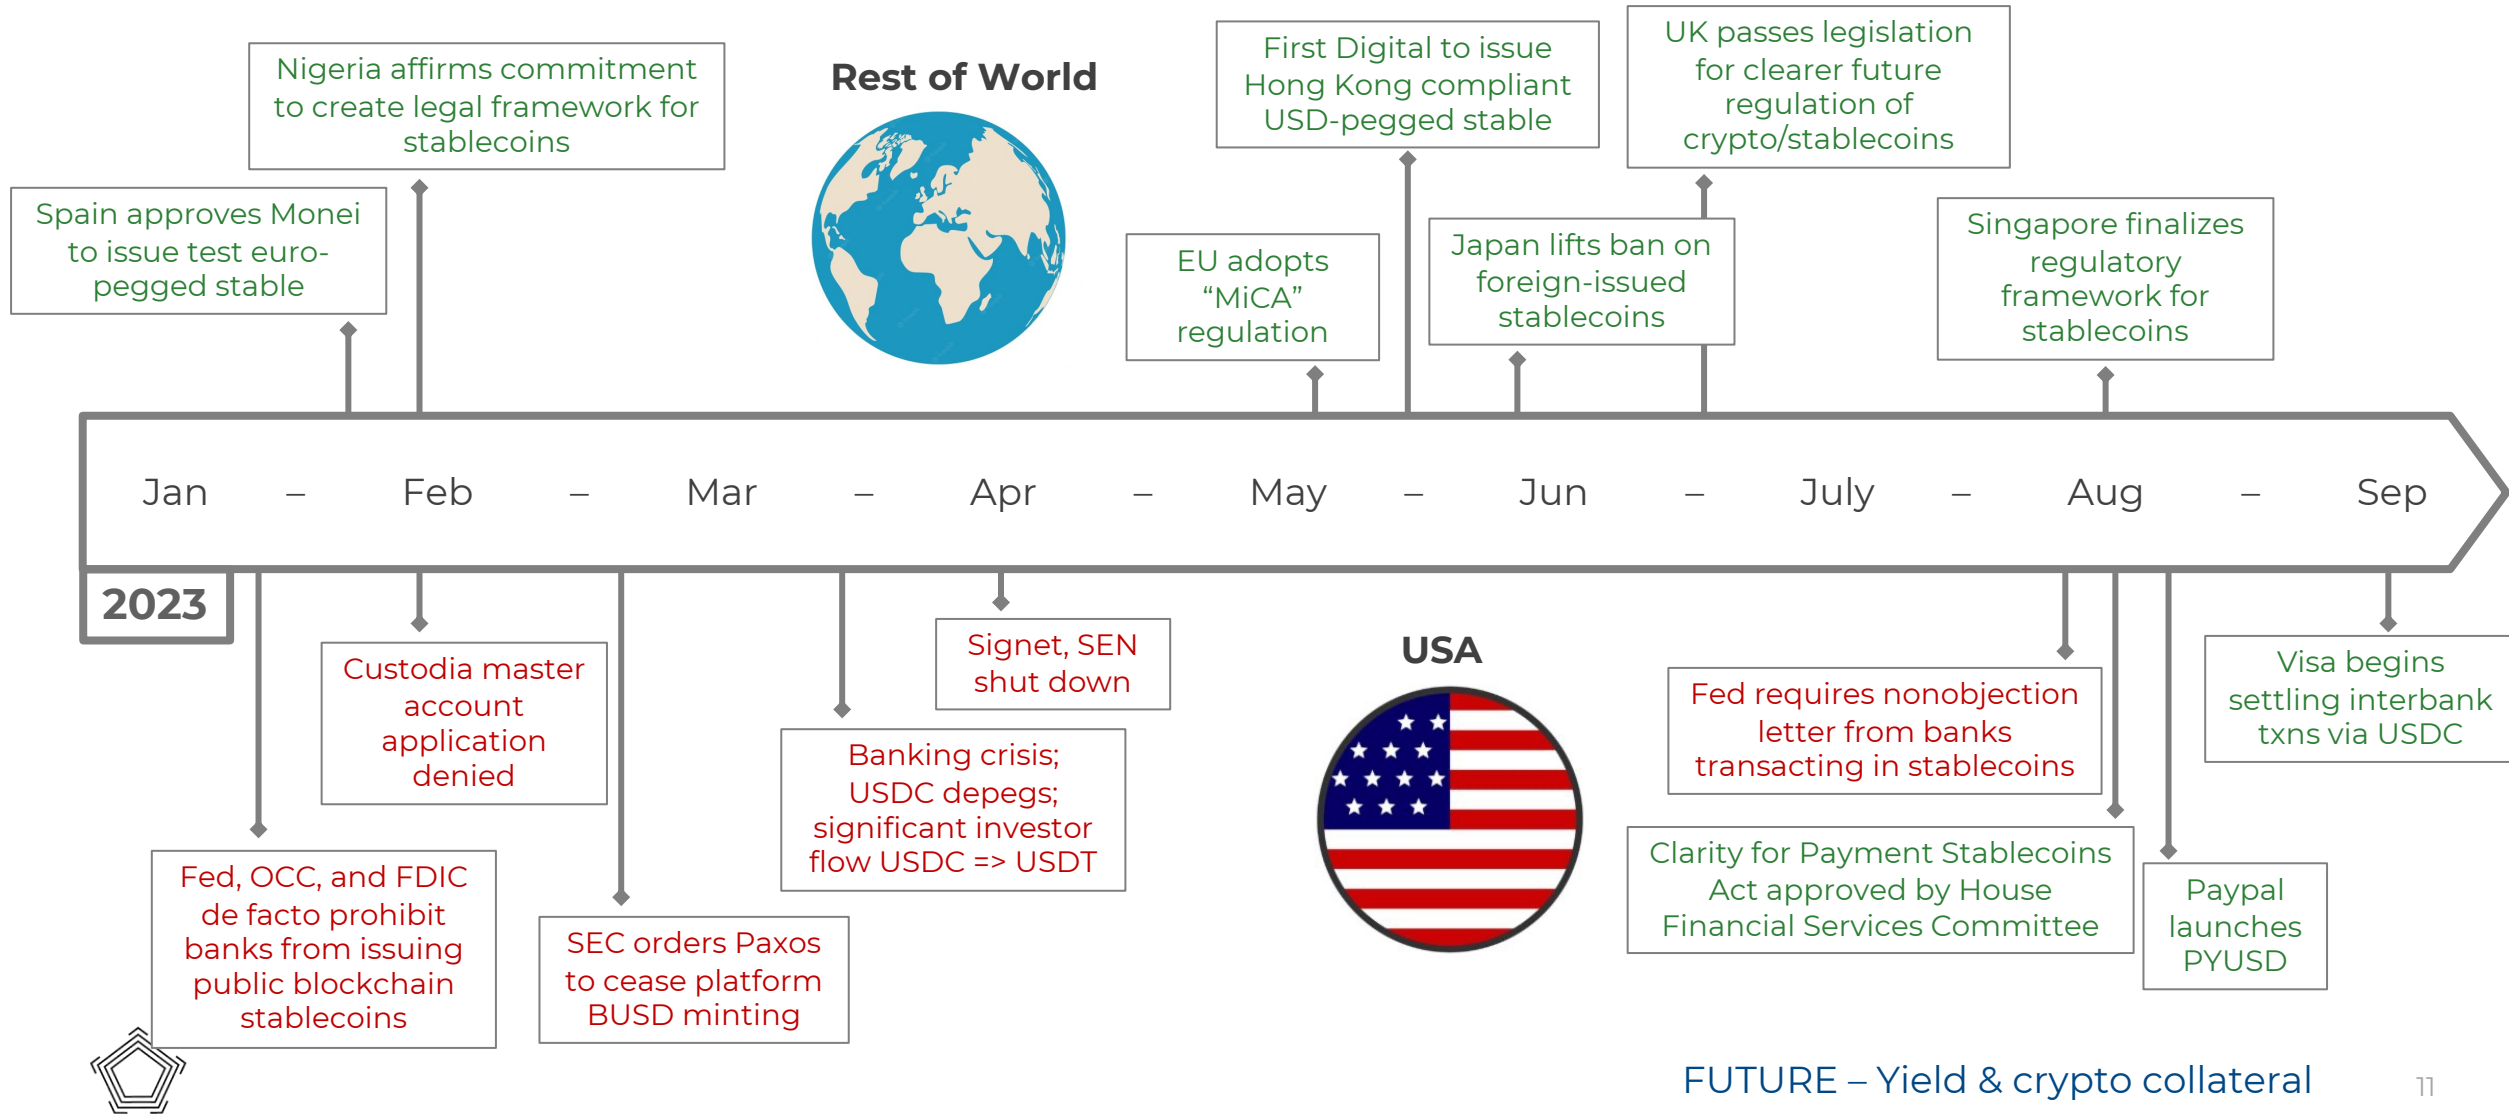 Nigeria affirms commitment
to create legal framework for
stablecoins
Spain approves Monei
to issue test euro-
pegged stable
Rest of World
First Digital to issue
Hong Kong compliant
USD-pegged stable
EU adopts
“MiCA”
regulation
UK passes legislation
for clearer future
regulation of
crypto/stablecoins
Japan lifts ban on
foreign-issued
stablecoins
Singapore finalizes
regulatory
framework for
stablecoins
Jan – Feb – Mar – Apr – May – Jun – July – Aug – Sep
2023
Fed, OCC, and FDIC
de facto prohibit
banks from issuing
public blockchain
stablecoins
Custodia master
account
application
denied
SEC orders Paxos
to cease platform
BUSD minting
Banking crisis;
USDC depegs;
significant investor
flow USDC => USDT
Signet, SEN
shut down
USA
Fed requires nonobjection
letter from banks
transacting in stablecoins
Clarity for Payment Stablecoins
Act approved by House
Financial Services Committee
Paypal
launches
PYUSD
Visa begins
settling interbank
txns via USDC
FUTURE – Yield & crypto collateral
11